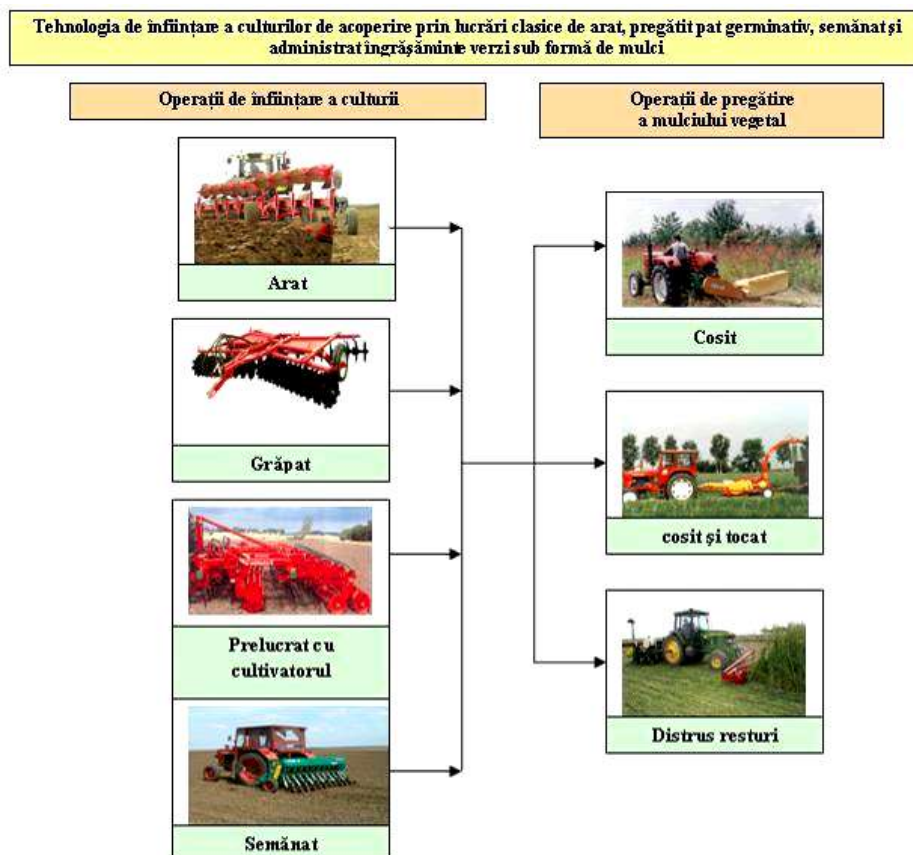 Tehnologia de înființare a culturilor de acoperire prin lucrări clasice de arat, pregătit pat germinativ, semănat și
administrat îngrășăminte verzi sub formă de mulci
Operații de înființare a culturii
Operații de pregătire
a mulciului vegetal
Arat
Grăpat
Prelucrat cu
cultivatorul
Semănat
Cosit
cosit și tocat
Distrus resturi